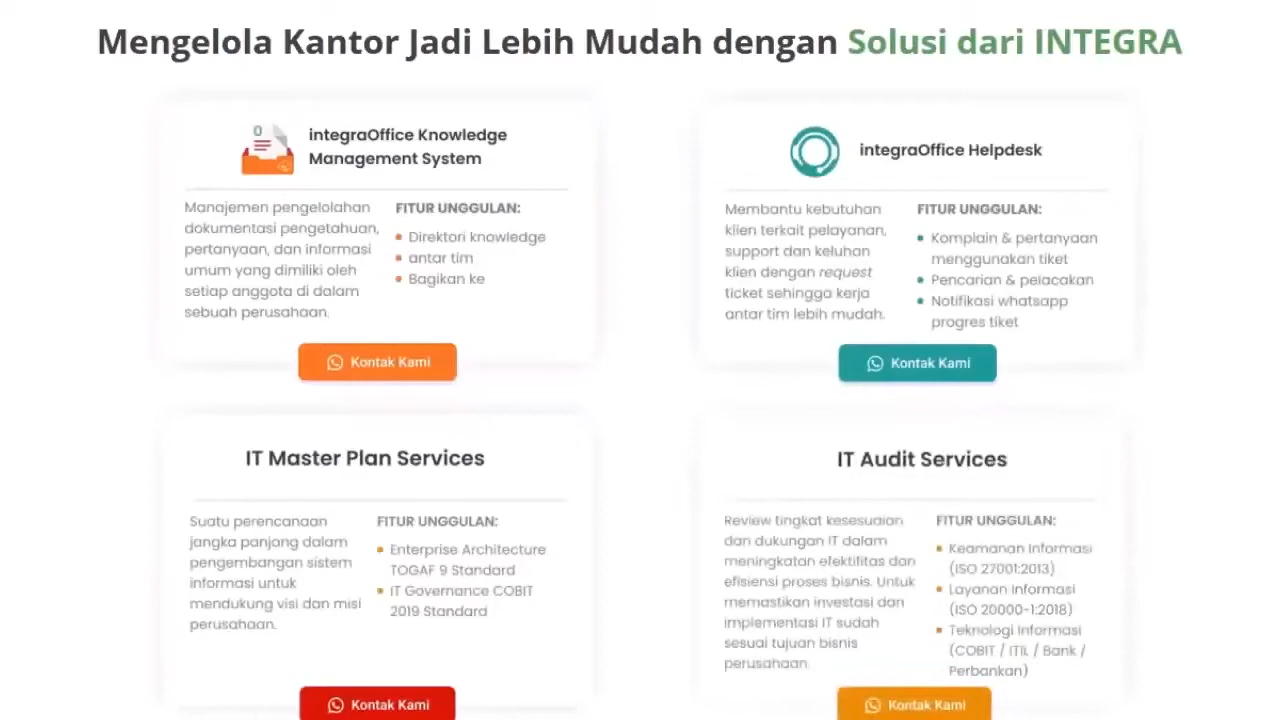 Mengelola Kantor Jadi Lebih Mudah dengan Solusi dari INTEGRA
integraOffice Knowledge
Management System
Manajemen pengelolahan
dokumentasi pengetahuan,
pertanyaan, dan informasi
umum yang dimiliki oleh
setiap anggota di dalam
sebuah perusahaan.
FITUR UNGGULAN:
Direktori knowledge
antar tim
Bagikan ke
Kontak Kami
integraOffice Helpdesk
Membantu kebutuhan
klien terkait pelayanan,
support dan keluhan
klien dengan request
ticket sehingga kerja
antar tim lebih mudah.
FITUR UNGGULAN:
Komplain & pertanyaan
menggunakan tiket
Pencarian & pelacakan
Notifikasi whatsapp
progres tiket
Kontak Kami
IT Master Plan Services
Suatu perencanaan
jangka panjang dalam
pengembangan sistem
informasi untuk
mendukung visi dan misi
perusahaan.
FITUR UNGGULAN:
Enterprise Architecture
TOGAF 9 Standard
IT Governance COBIT
2019 Standard
Kontak Kami
IT Audit Services
Review tingkat kesesuaian
dan dukungan IT dalam
meningkatan efektifitas dan
efisiensi proses bisnis. Untuk
memastikan investasi dan
implementasi IT sudah
sesuai tujuan bisnis
perusahaan.
FITUR UNGGULAN:
Keamanan Informasi
(ISO 27001:2013)
Layanan Informasi
(ISO 20000-1:2018)
Teknologi Informasi
(COBIT / ITIL / Bank /
Perbankan)
Kontak Kami